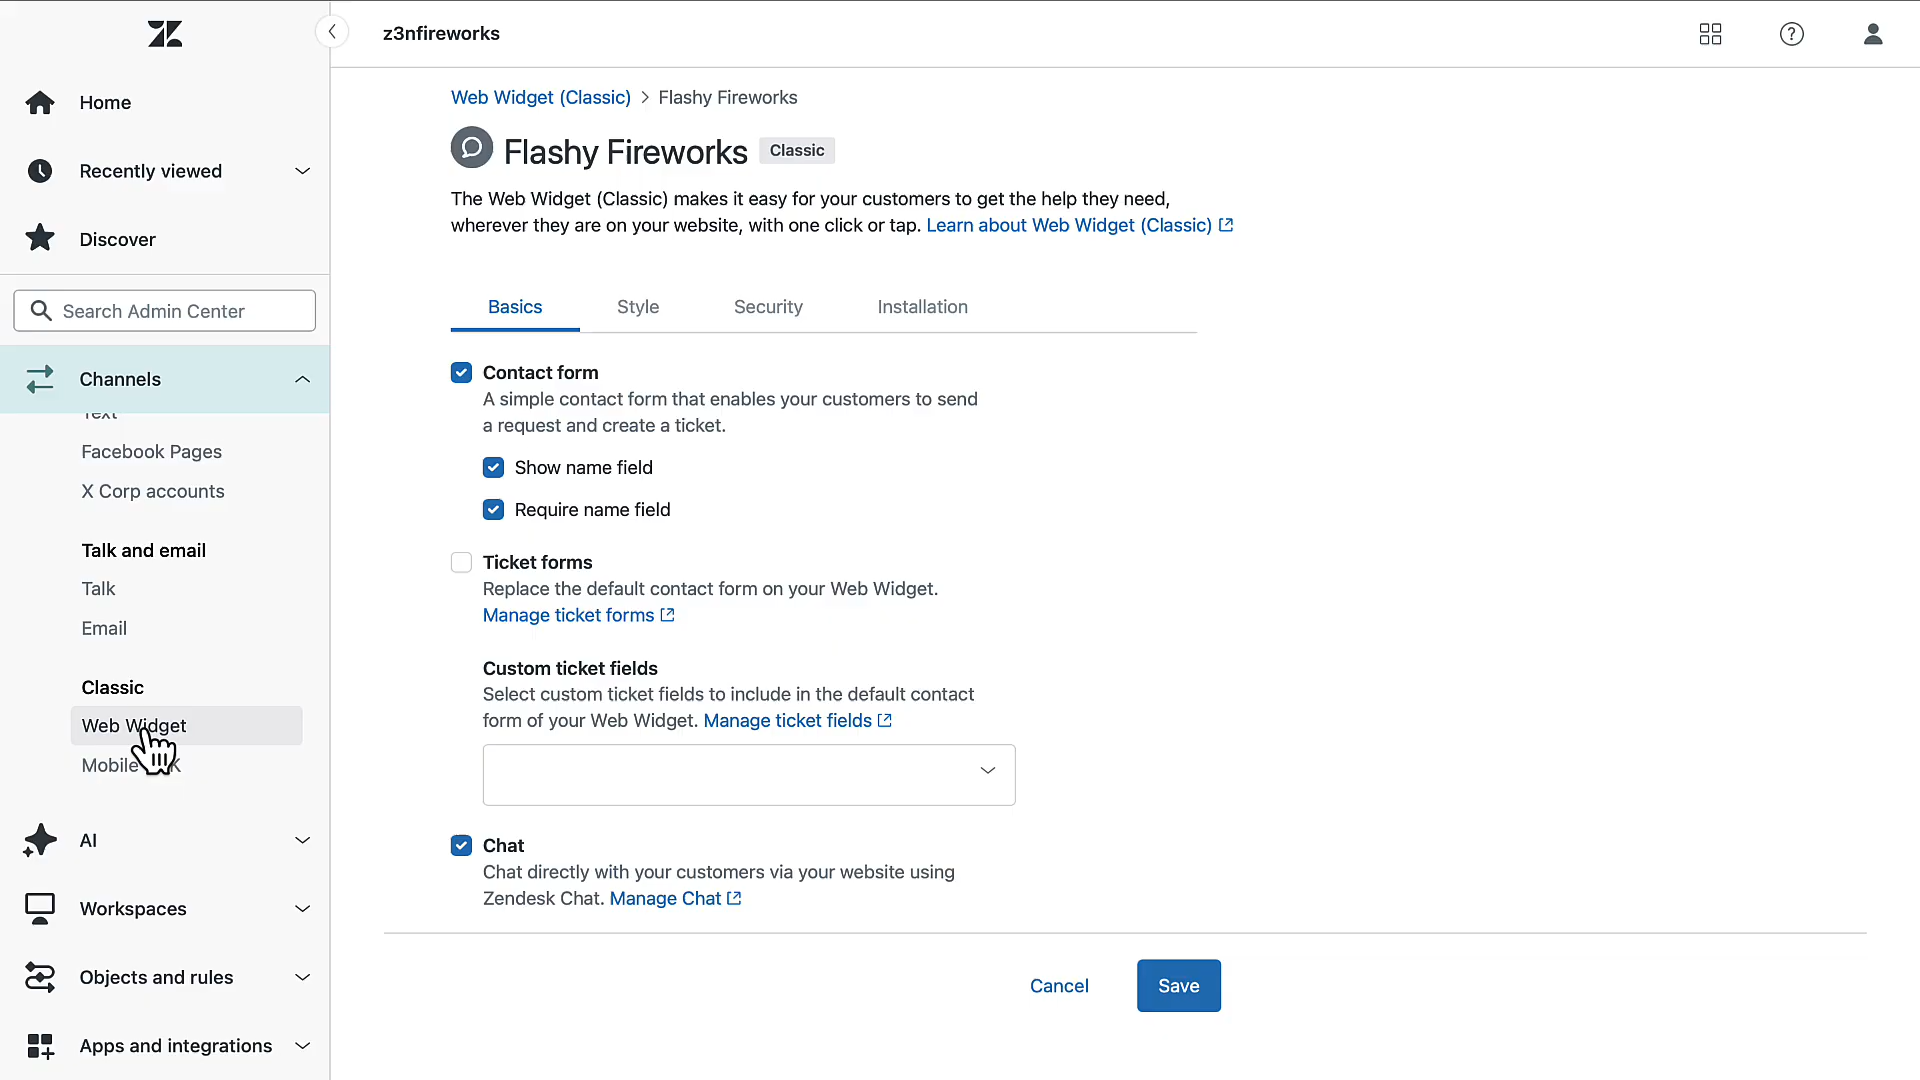 z3nfireworks
Home
Recently viewed
Discover
Search Admin Center
Channels
Text
Facebook Pages
X Corp accounts
Talk and email
Talk
Email
Classic
Web Widget
Mobile
AI
Workspaces
Objects and rules
Apps and integrations
Web Widget (Classic) > Flashy Fireworks
Flashy Fireworks Classic
The Web Widget (Classic) makes it easy for your customers to get the help they need,
wherever they are on your website, with one click or tap. Learn about Web Widget (Classic)
Basics Style Security Installation
Contact form
A simple contact form that enables your customers to send
a request and create a ticket.
Show name field
Require name field
Ticket forms
Replace the default contact form on your Web Widget.
Manage ticket forms
Custom ticket fields
Select custom ticket fields to include in the default contact
form of your Web Widget. Manage ticket fields
Chat
Chat directly with your customers via your website using
Zendesk Chat. Manage Chat
Cancel Save